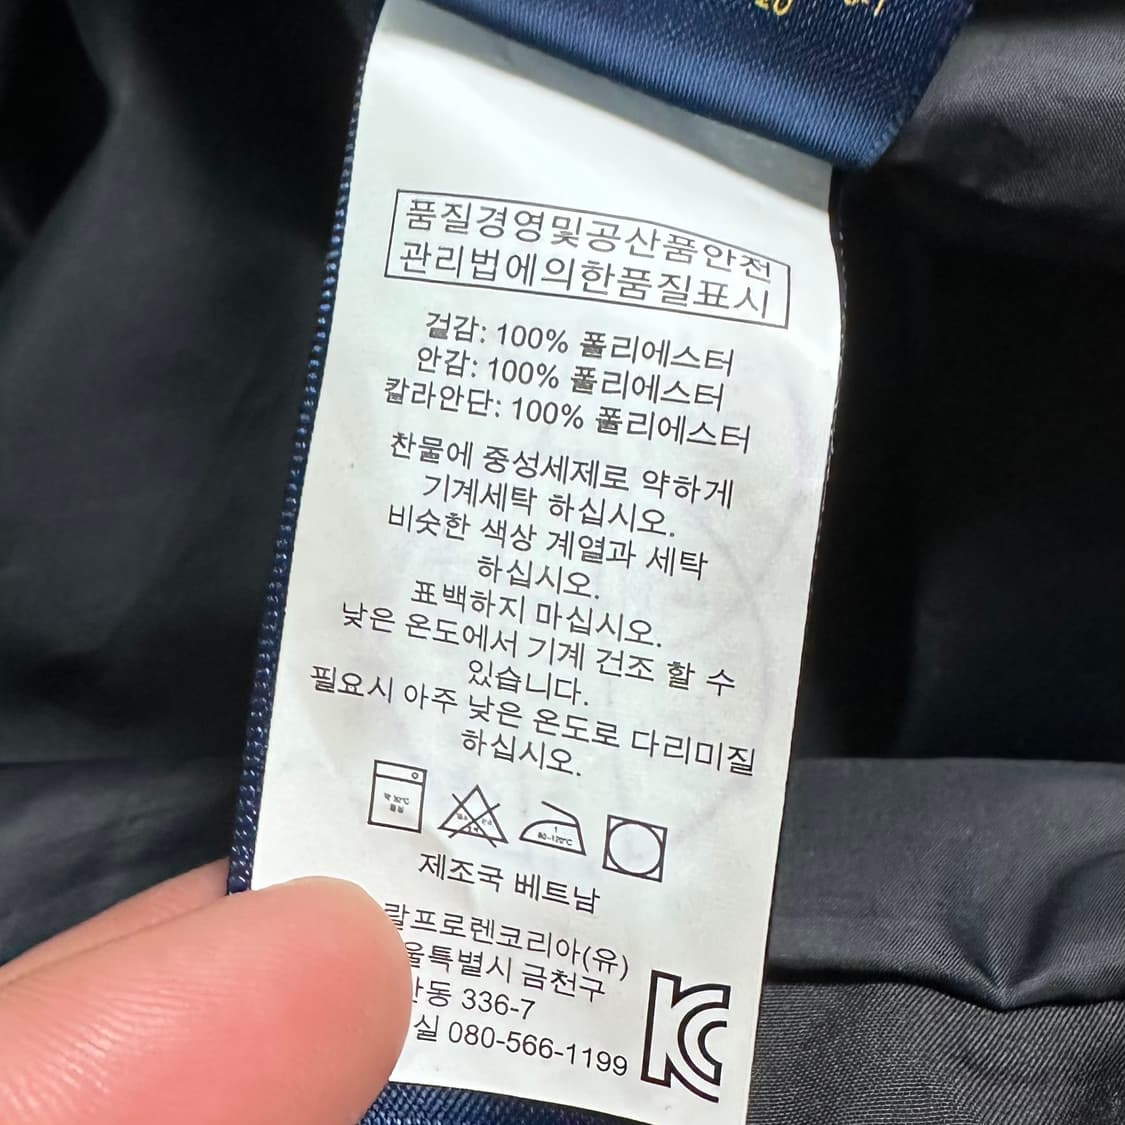 품질경영및공산품안전
관리법에의한품질표시
겉감: 100% 폴리에스터
안감: 100% 폴리에스터
칼라안단: 100% 폴리에스터
찬물에 중성세제로 약하게
기계세탁 하십시오.
비슷한 색상 계열과 세탁
하십시오.
표백하지 마십시오.
낮은 온도에서 기계 건조 할 수
있습니다.
필요시 아주 낮은 온도로 다리미질
하십시오.
약 30℃
1
80~120℃
제조국 베트남
랄프로렌코리아(유)
울특별시 금천구
산동 336-7
실 080-566-1199
KC